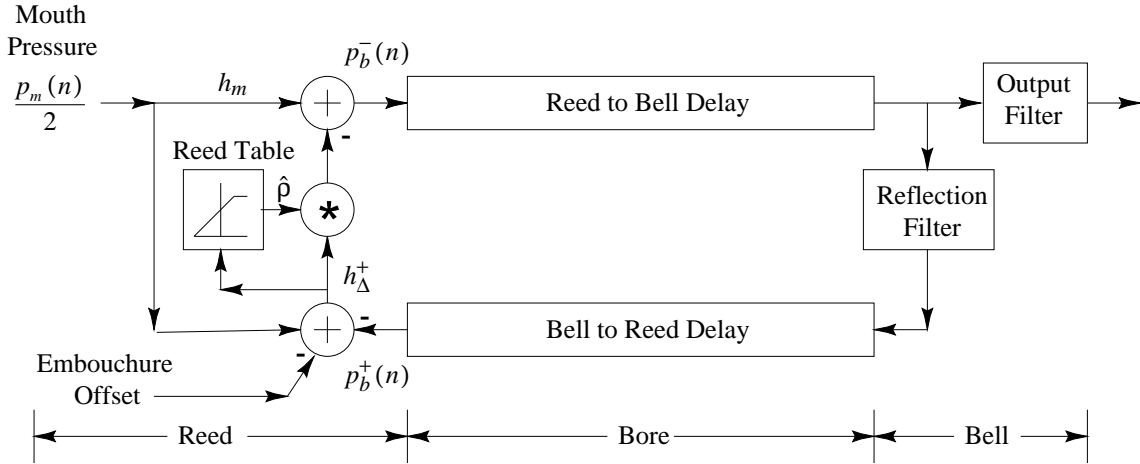 Mouth
Pressure
p_m(n)
2
h_m
+
p_b^-(n)
-
Reed to Bell Delay
Output
Filter
Reed Table
ρ̂
*
Reflection
Filter
h_Δ^+
+
-
-
Bell to Reed Delay
p_b^+(n)
Embouchure
Offset
Reed
Bore
Bell